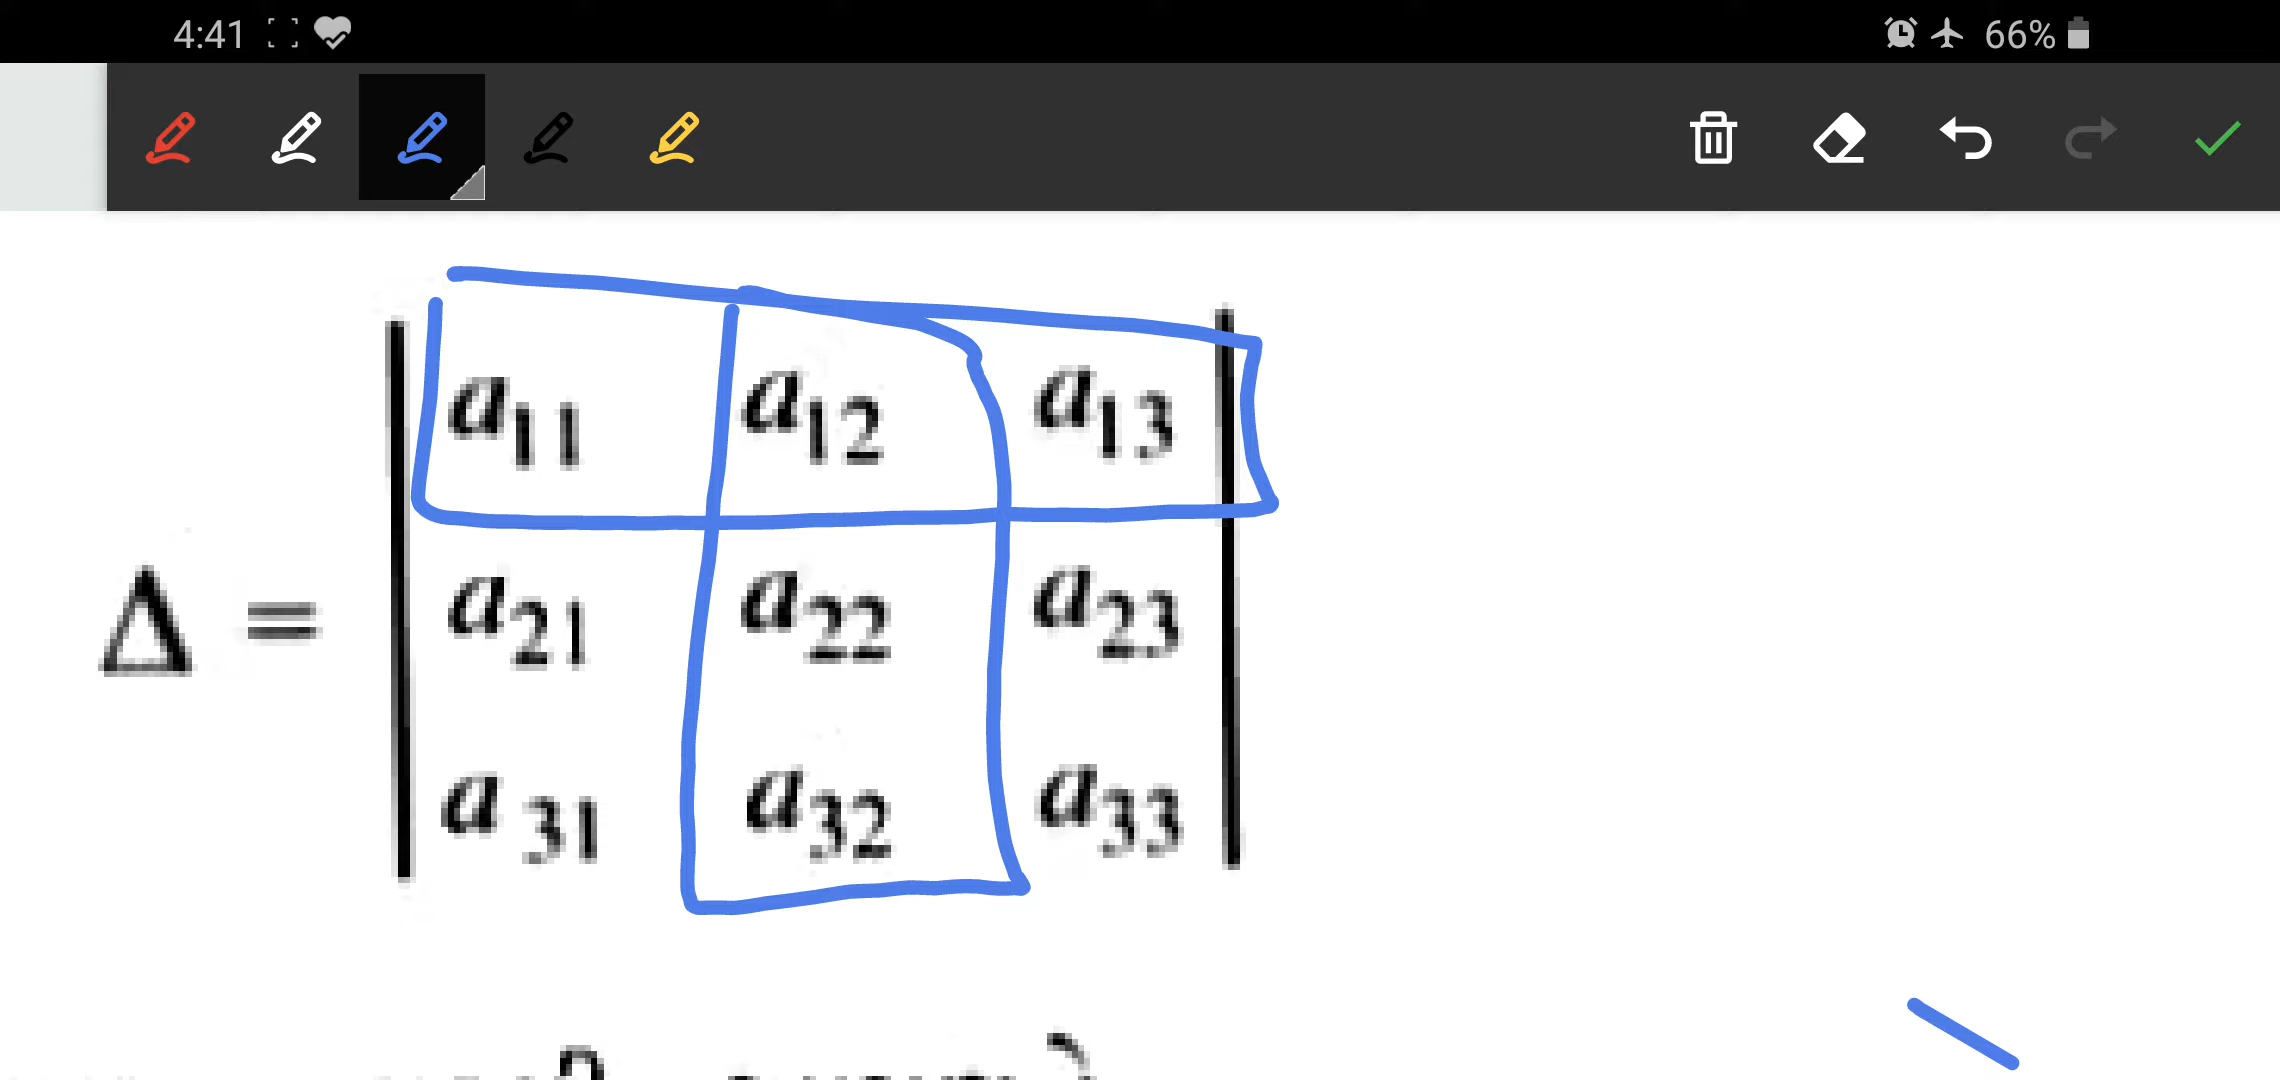 4:41 66%
a11 a12 a13
Δ = a21 a22 a23
a31 a32 a33